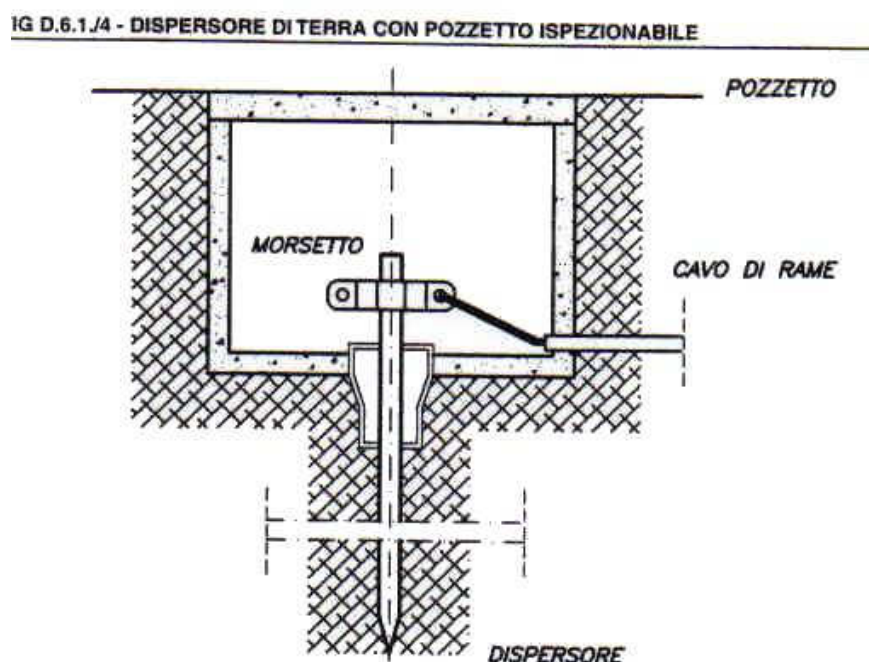 IG D.6.1./4 - DISPERSORE DI TERRA CON POZZETTO ISPEZIONABILE
POZZETTO
MORSETTO
CAVO DI RAME
DISPERSORE